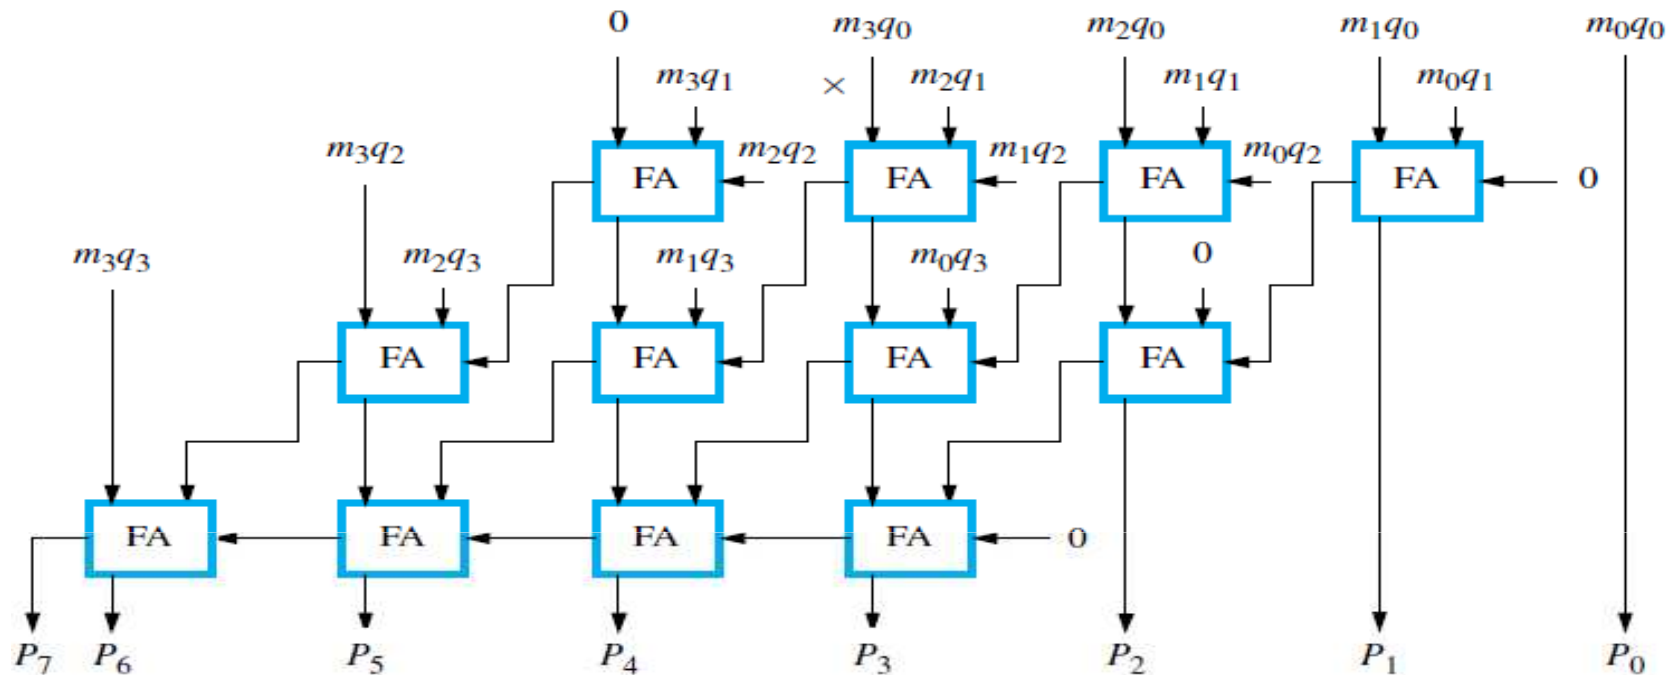 0 m₃q₀ m₂q₀ m₁q₀ m₀q₀
m₃q₁ × m₂q₁ m₁q₁ m₀q₁
m₃q₂ FA m₂q₂ FA m₁q₂ FA m₀q₂ FA 0
m₃q₃ m₂q₃ m₁q₃ m₀q₃ 0
FA FA FA FA
FA FA FA FA 0
P₇ P₆ P₅ P₄ P₃ P₂ P₁ P₀